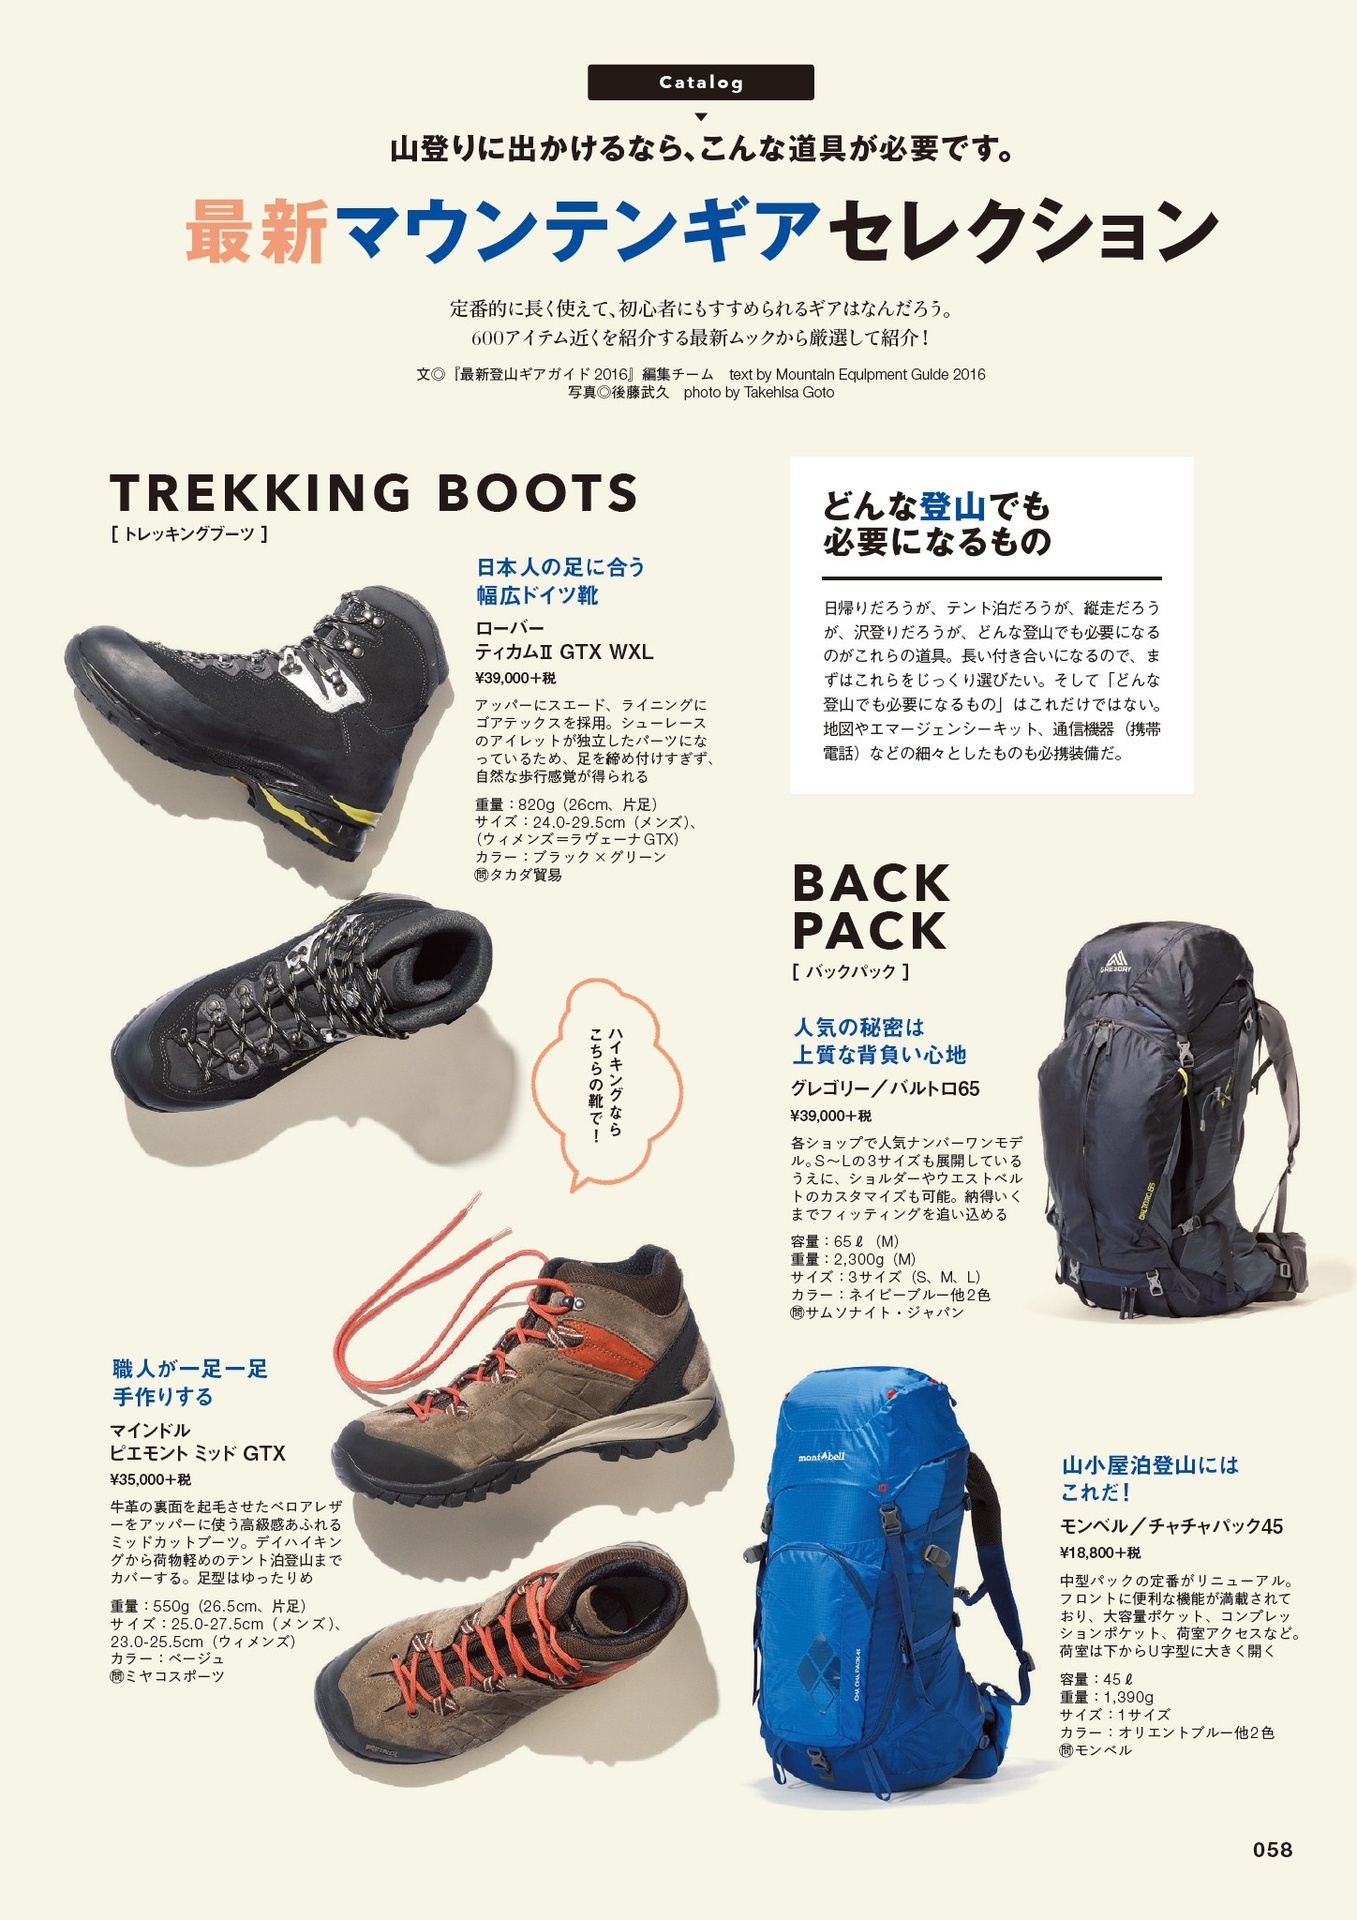 Catalog
山登りに出かけるなら、こんな道具が必要です。
最新マウンテンギアセレクション
定番的に長く使えて、初心者にもすすめられるギアはなんだろう。
600アイテム近くを紹介する最新ムックから厳選して紹介！
文◎『最新登山ギアガイド2016』編集チーム text by Mountain Equipment Guide 2016
写真◎後藤武久 photo by Takehisa Goto
TREKKING BOOTS
[ トレッキングブーツ ]
日本人の足に合う
幅広ドイツ靴
ローバー
ティカムⅡ GTX WXL
¥39,000+税
アッパーにスエード、ライニングに
ゴアテックスを採用。シューレース
のアイレットが独立したパーツにな
っているため、足を締め付けすぎず、
自然な歩行感覚が得られる
重量：820g（26cm、片足）
サイズ：24.0-29.5cm（メンズ）、
（ウィメンズ＝ラヴェーナGTX）
カラー：ブラック×グリーン
㉄タカダ貿易
ハイキングなら
こちらの靴で！
職人が一足一足
手作りする
マインドル
ピエモント ミッド GTX
¥35,000+税
牛革の裏面を起毛させたベロアレザ
ーをアッパーに使う高級感あふれる
ミッドカットブーツ。デイハイキン
グから荷物軽めのテント泊登山まで
カバーする。足型はゆったりめ
重量：550g（26.5cm、片足）
サイズ：25.0-27.5cm（メンズ）、
23.0-25.5cm（ウィメンズ）
カラー：ベージュ
㉄ミヤコスポーツ
どんな登山でも
必要になるもの
日帰りだろうが、テント泊だろうが、縦走だろう
が、沢登りだろうが、どんな登山でも必要になる
のがこれらの道具。長い付き合いになるので、ま
ずはこれらをじっくり選びたい。そして「どんな
登山でも必要になるもの」はこれだけではない。
地図やエマージェンシーキット、通信機器（携帯
電話）などの細々としたものも必携装備だ。
BACK
PACK
[ バックパック ]
人気の秘密は
上質な背負い心地
グレゴリー／バルトロ65
¥39,000+税
各ショップで人気ナンバーワンモデ
ル。S〜Lの3サイズも展開している
うえに、ショルダーやウエストベル
トのカスタマイズも可能。納得いく
までフィッティングを追い込める
容量：65ℓ（M）
重量：2,300g（M）
サイズ：3サイズ（S、M、L）
カラー：ネイビーブルー他2色
㉄サムソナイト・ジャパン
GREGORY
BALTORO 65
mont-bell
CHA CHA PACK 45
山小屋泊登山には
これだ！
モンベル／チャチャパック45
¥18,800+税
中型パックの定番がリニューアル。
フロントに便利な機能が満載されて
おり、大容量ポケット、コンプレッ
ションポケット、荷室アクセスなど。
荷室は下からU字型に大きく開く
容量：45ℓ
重量：1,390g
サイズ：1サイズ
カラー：オリエントブルー他2色
㉄モンベル
058